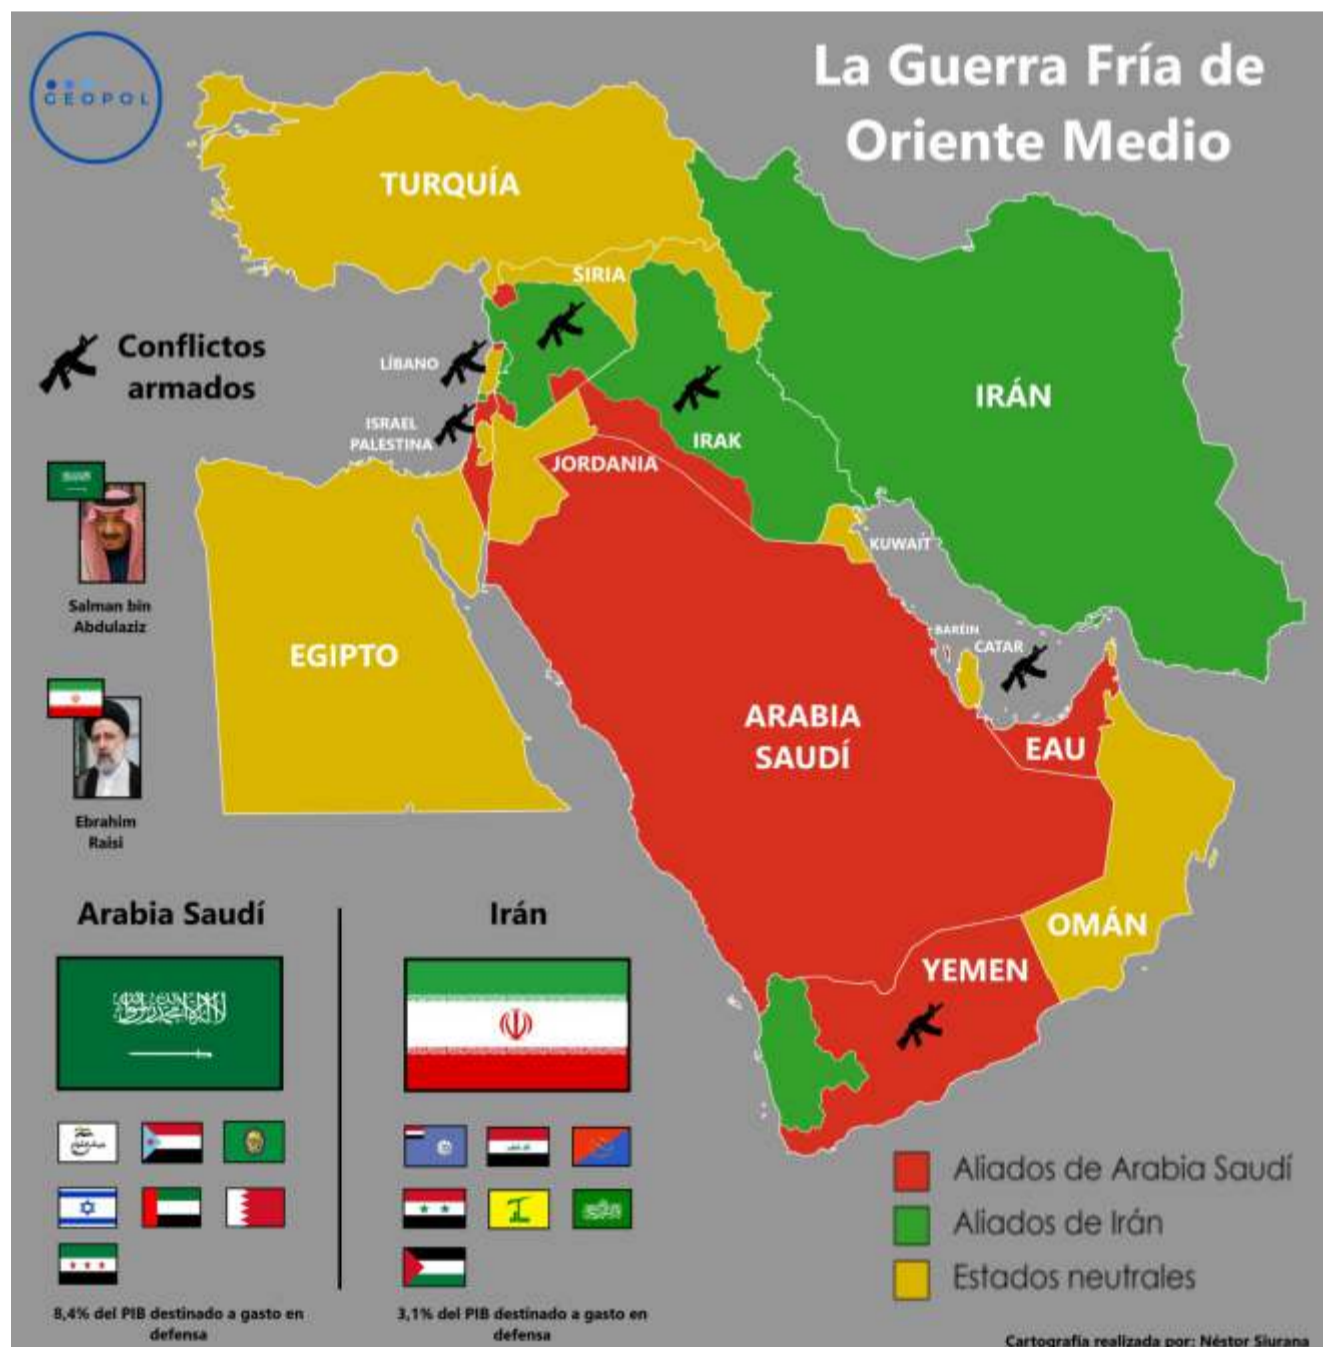 GEOPOL
La Guerra Fría de
Oriente Medio
TURQUÍA
SIRIA
Conflictos
armados
LÍBANO
IRÁN
ISRAEL
PALESTINA
IRAK
JORDANIA
KUWAIT
Salman bin
Abdulaziz
BARÉIN
CATAR
EGIPTO
ARABIA
SAUDÍ
EAU
Ebrahim
Raisi
Arabia Saudí
Irán
OMÁN
YEMEN
Aliados de Arabia Saudí
Aliados de Irán
Estados neutrales
8,4% del PIB destinado a gasto en
defensa
3,1% del PIB destinado a gasto en
defensa
Cartografía realizada por: Néstor Siurana